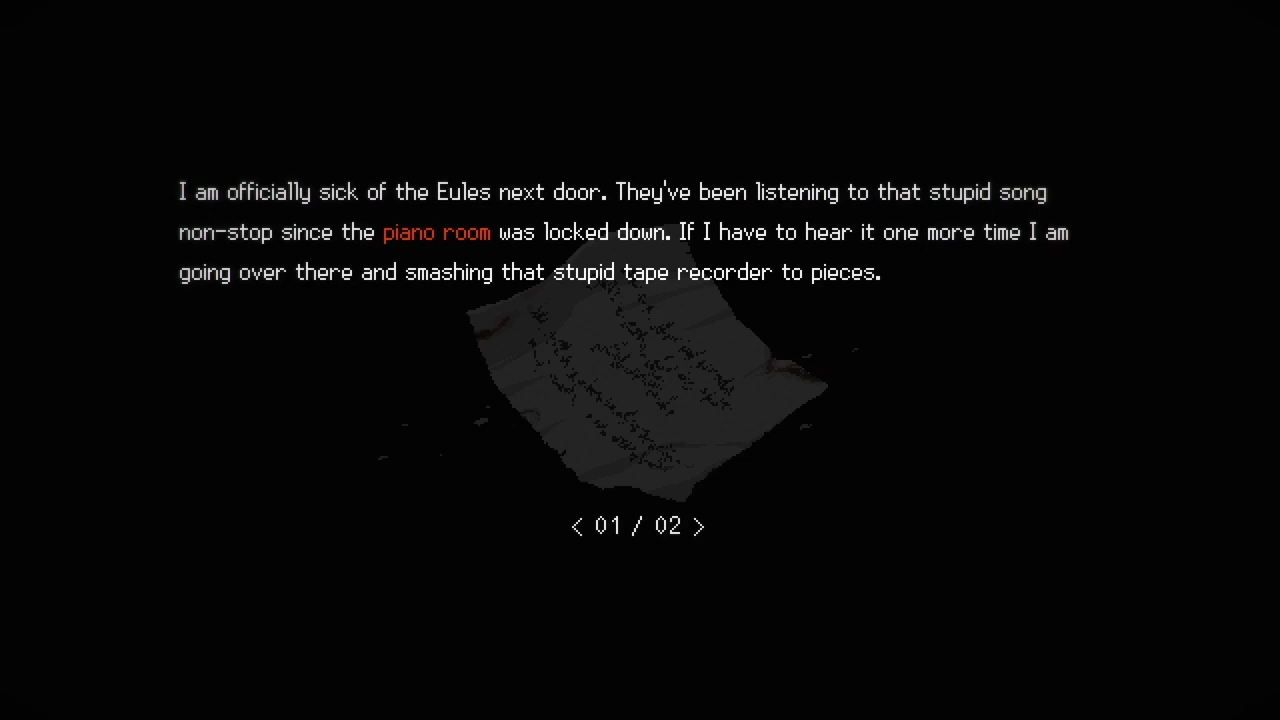 I am officially sick of the Eules next door. They've been listening to that stupid song
non-stop since the piano room was locked down. If I have to hear it one more time I am
going over there and smashing that stupid tape recorder to pieces.
< 01 / 02 >